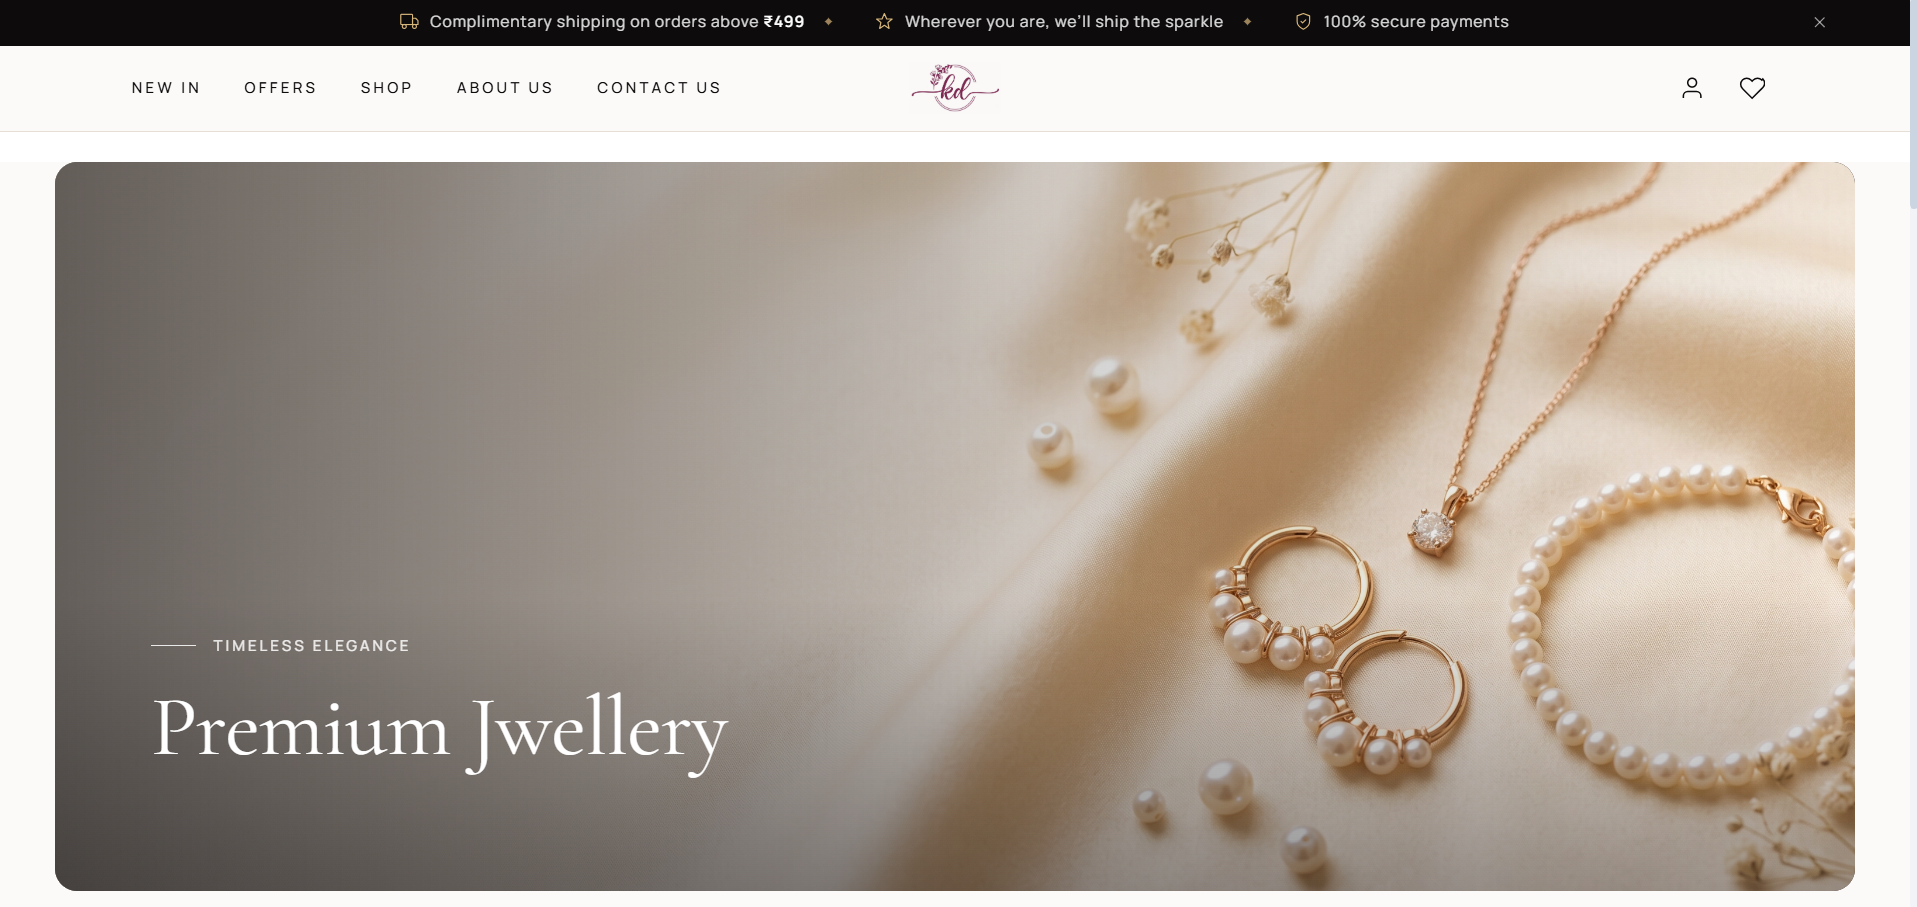 Complimentary shipping on orders above ₹499
Wherever you are, we'll ship the sparkle
100% secure payments
NEW IN
OFFERS
SHOP
ABOUT US
CONTACT US
kd
TIMELESS ELEGANCE
Premium Jwellery